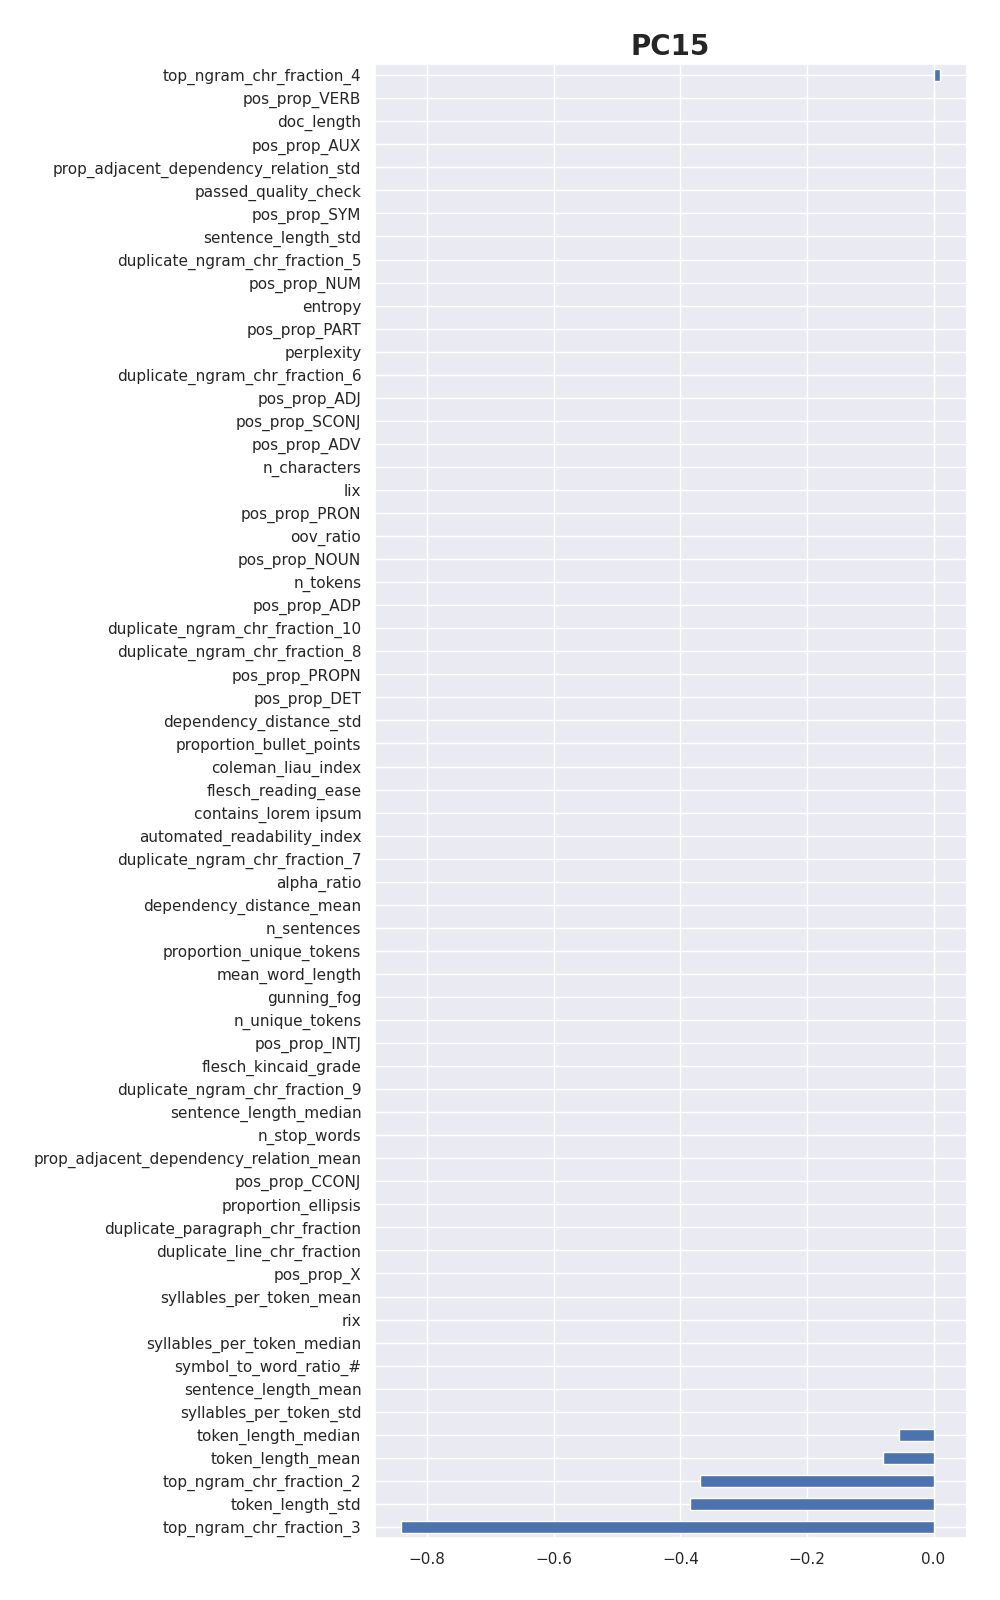 PC15
top_ngram_chr_fraction_4
pos_prop_VERB
doc_length
pos_prop_AUX
prop_adjacent_dependency_relation_std
passed_quality_check
pos_prop_SYM
sentence_length_std
duplicate_ngram_chr_fraction_5
pos_prop_NUM
entropy
pos_prop_PART
perplexity
duplicate_ngram_chr_fraction_6
pos_prop_ADJ
pos_prop_SCONJ
pos_prop_ADV
n_characters
lix
pos_prop_PRON
oov_ratio
pos_prop_NOUN
n_tokens
pos_prop_ADP
duplicate_ngram_chr_fraction_10
duplicate_ngram_chr_fraction_8
pos_prop_PROPN
pos_prop_DET
dependency_distance_std
proportion_bullet_points
coleman_liau_index
flesch_reading_ease
contains_lorem ipsum
automated_readability_index
duplicate_ngram_chr_fraction_7
alpha_ratio
dependency_distance_mean
n_sentences
proportion_unique_tokens
mean_word_length
gunning_fog
n_unique_tokens
pos_prop_INTJ
flesch_kincaid_grade
duplicate_ngram_chr_fraction_9
sentence_length_median
n_stop_words
prop_adjacent_dependency_relation_mean
pos_prop_CCONJ
proportion_ellipsis
duplicate_paragraph_chr_fraction
duplicate_line_chr_fraction
pos_prop_X
syllables_per_token_mean
rix
syllables_per_token_median
symbol_to_word_ratio_#
sentence_length_mean
syllables_per_token_std
token_length_median
token_length_mean
top_ngram_chr_fraction_2
token_length_std
top_ngram_chr_fraction_3
−0.8 −0.6 −0.4 −0.2 0.0